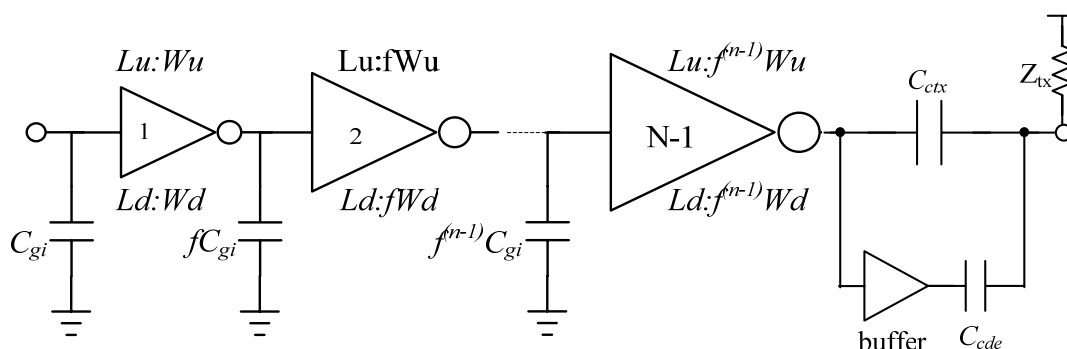 Lu:Wu
Lu:fWu
Lu:f^(n-1)Wu
C_ctx
Z_tx
1
2
N-1
Ld:Wd
Ld:fWd
Ld:f^(n-1)Wd
C_gi
fC_gi
f^(n-1)C_gi
buffer
C_cde